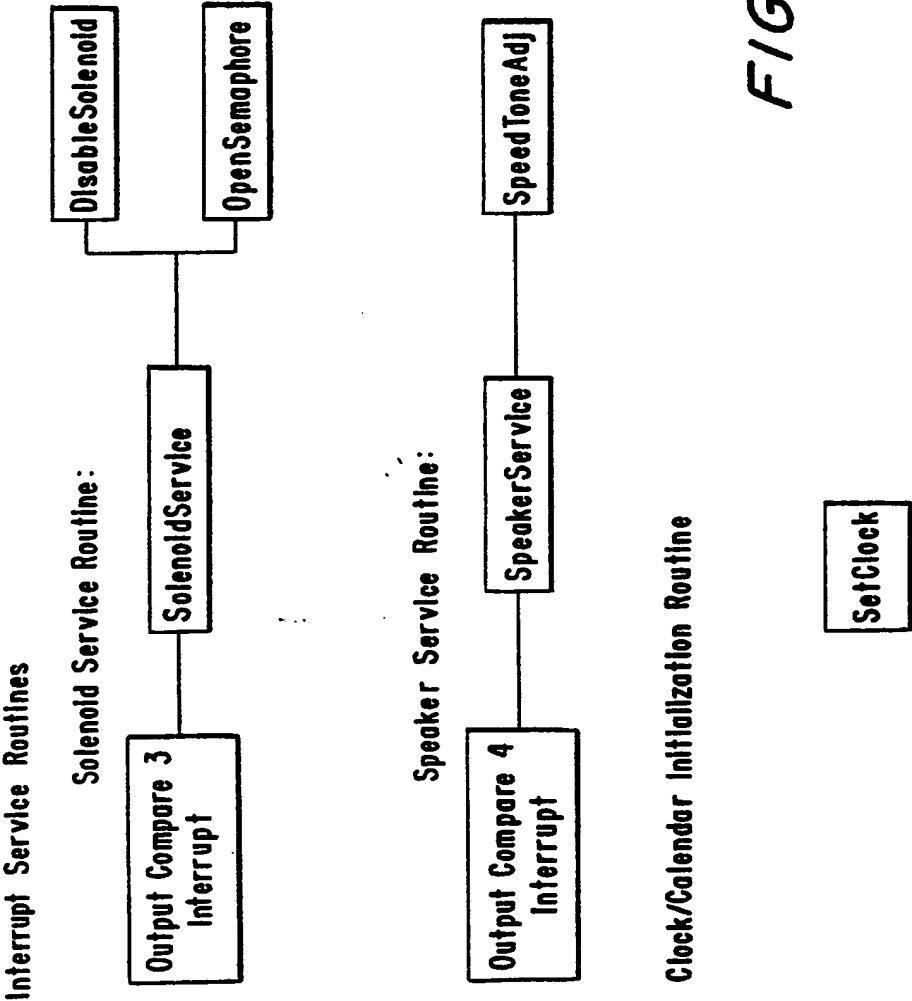 Interrupt Service Routines
Solenoid Service Routine:
Output Compare 3
Interrupt
SolenoidService
DisableSolenoid
OpenSemaphore
Speaker Service Routine:
Output Compare 4
Interrupt
SpeakerService
SpeedToneAdj
Clock/Calendar Initialization Routine
SetClock
FIG